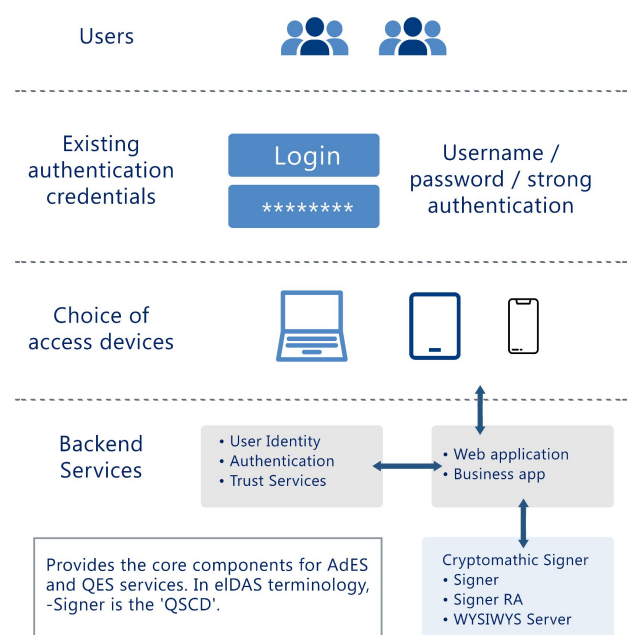 Users
Existing
authentication
credentials
Login
********
Username /
password / strong
authentication
Choice of
access devices
Backend
Services
• User Identity
• Authentication
• Trust Services
• Web application
• Business app
Provides the core components for AdES
and QES services. In elDAS terminology,
-Signer is the 'QSCD'.
Cryptomathic Signer
• Signer
• Signer RA
• WYSIWYS Server